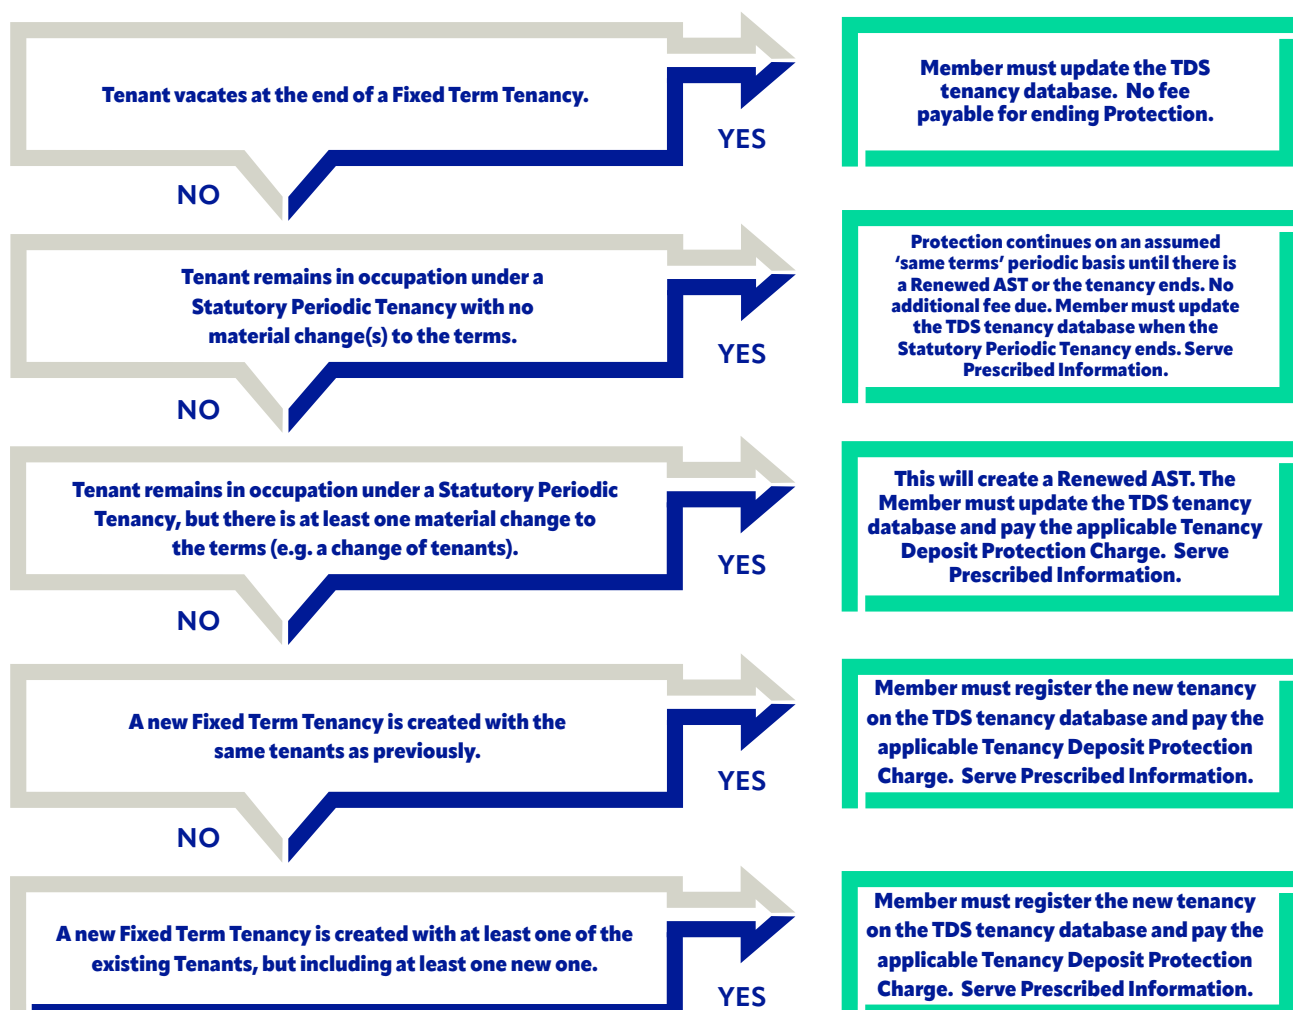 Tenant vacates at the end of a Fixed Term Tenancy.
YES
Member must update the TDS
tenancy database.  No fee
payable for ending Protection.
NO
Tenant remains in occupation under a
Statutory Periodic Tenancy with no
material change(s) to the terms.
YES
Protection continues on an assumed
‘same terms’ periodic basis until there is
a Renewed AST or the tenancy ends. No
additional fee due. Member must update
the TDS tenancy database when the
Statutory Periodic Tenancy ends. Serve
Prescribed Information.
NO
Tenant remains in occupation under a Statutory Periodic
Tenancy, but there is at least one material change to
the terms (e.g. a change of tenants).
YES
This will create a Renewed AST. The
Member must update the TDS tenancy
database and pay the applicable Tenancy
Deposit Protection Charge.  Serve
Prescribed Information.
NO
A new Fixed Term Tenancy is created with the
same tenants as previously.
YES
Member must register the new tenancy
on the TDS tenancy database and pay the
applicable Tenancy Deposit Protection
Charge.  Serve Prescribed Information.
NO
A new Fixed Term Tenancy is created with at least one of the
existing Tenants, but including at least one new one.
YES
Member must register the new tenancy
on the TDS tenancy database and pay the
applicable Tenancy Deposit Protection
Charge.  Serve Prescribed Information.